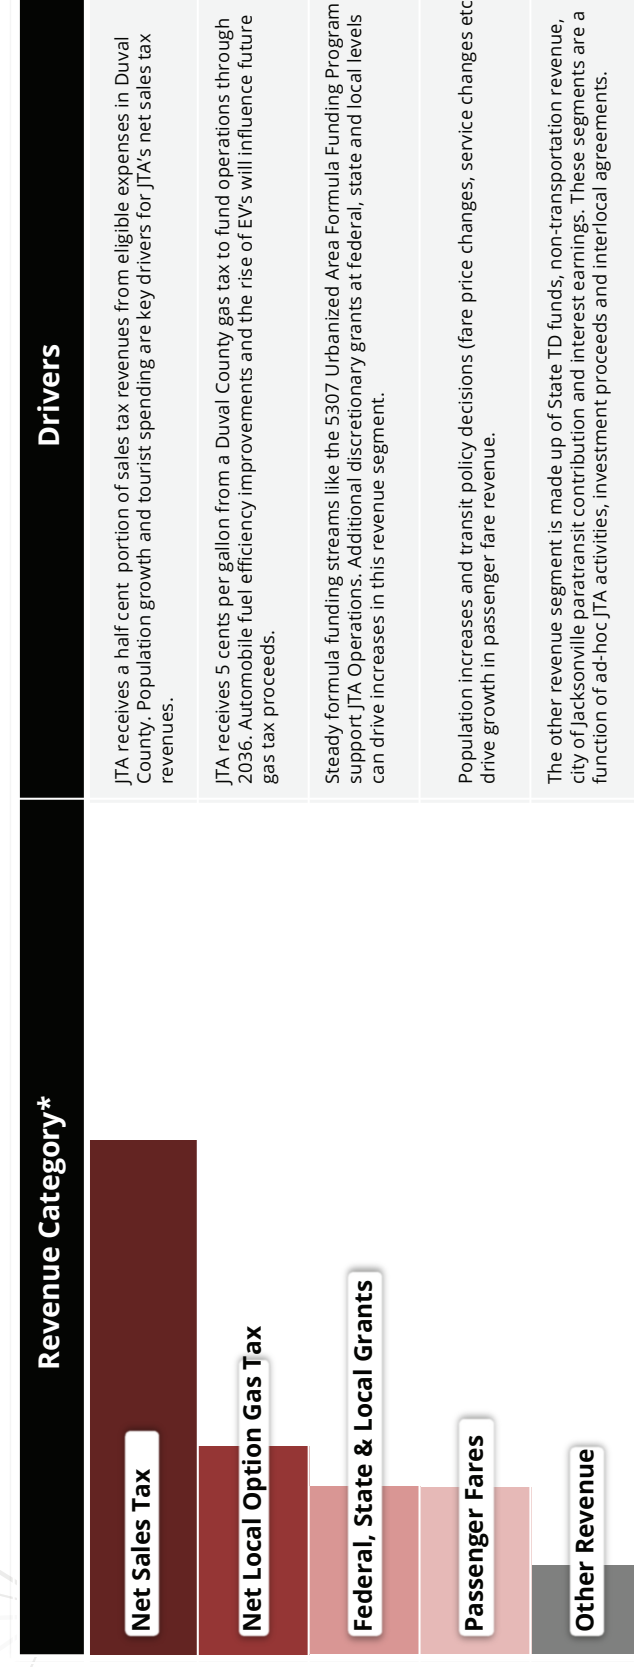 Revenue Category*
Drivers
Net Sales Tax
JTA receives a half cent portion of sales tax revenues from eligible expenses in Duval
County. Population growth and tourist spending are key drivers for JTA’s net sales tax
revenues.
Net Local Option Gas Tax
JTA receives 5 cents per gallon from a Duval County gas tax to fund operations through
2036. Automobile fuel efficiency improvements and the rise of EV’s will influence future
gas tax proceeds.
Federal, State & Local Grants
Steady formula funding streams like the 5307 Urbanized Area Formula Funding Program
support JTA Operations. Additional discretionary grants at federal, state and local levels
can drive increases in this revenue segment.
Passenger Fares
Population increases and transit policy decisions (fare price changes, service changes etc
drive growth in passenger fare revenue.
Other Revenue
The other revenue segment is made up of State TD funds, non-transportation revenue,
city of Jacksonville paratransit contribution and interest earnings. These segments are a
function of ad-hoc JTA activities, investment proceeds and interlocal agreements.